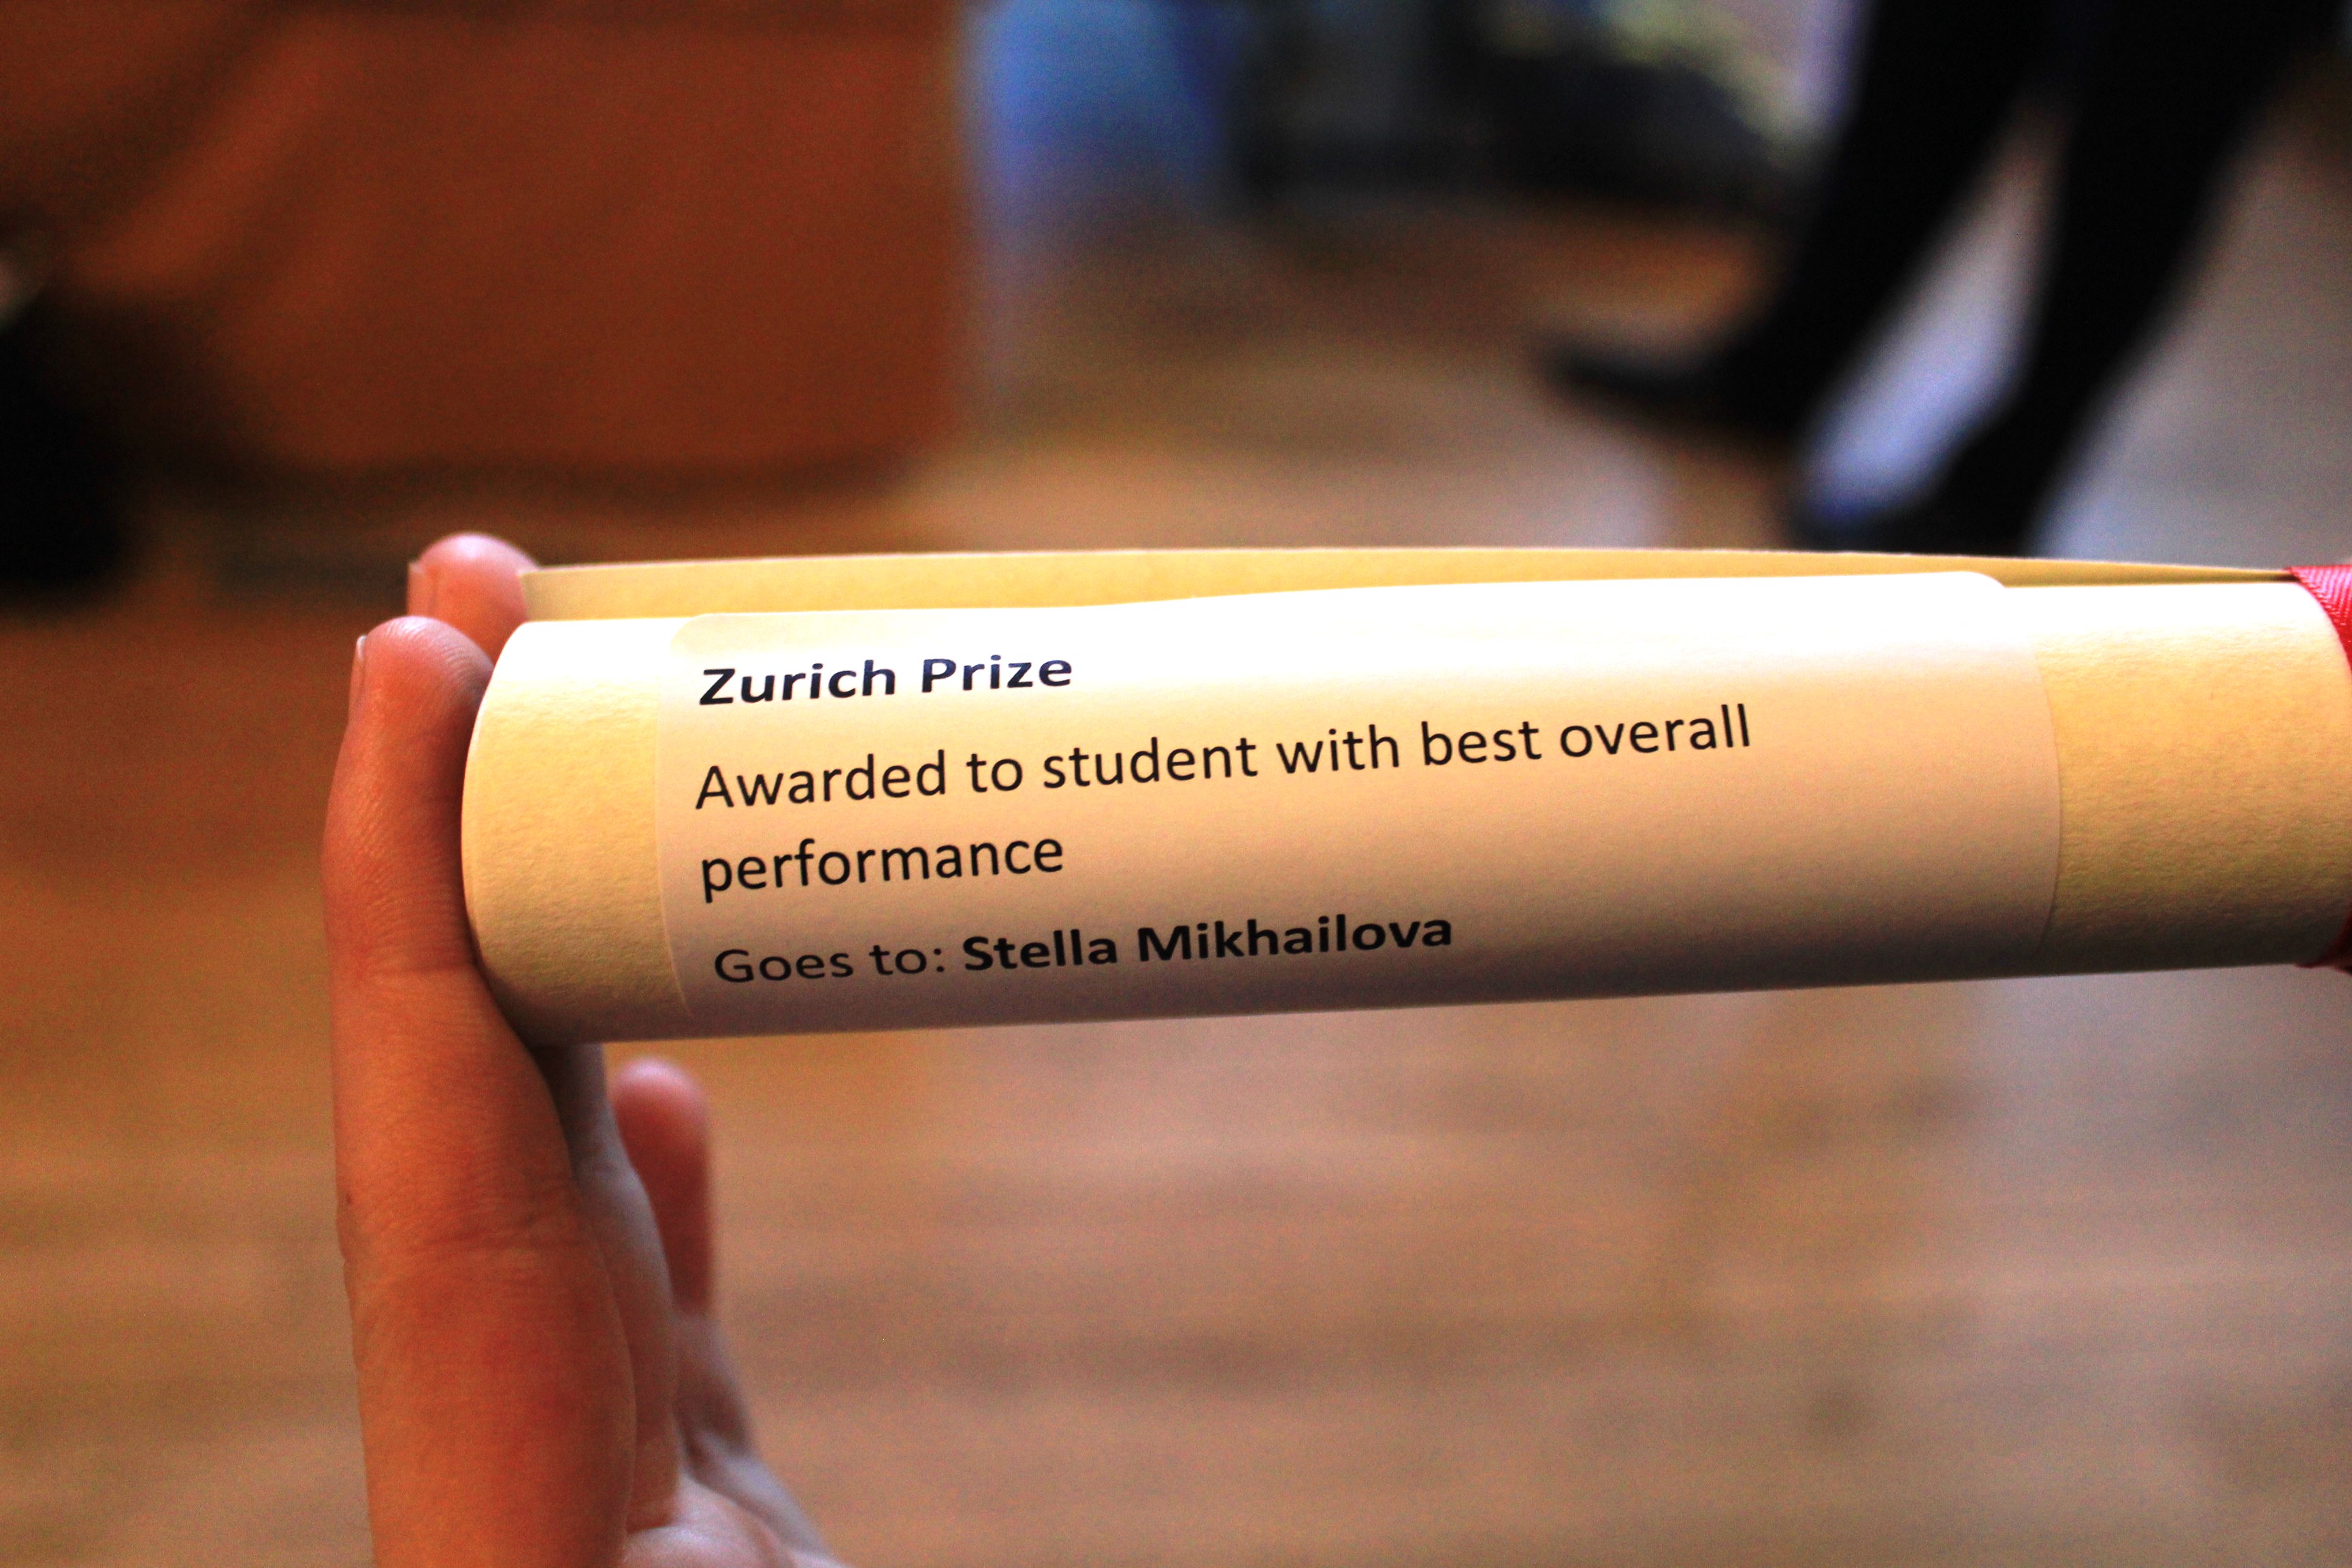 Zurich Prize
Awarded to student with best overall
performance
Goes to: Stella Mikhailova